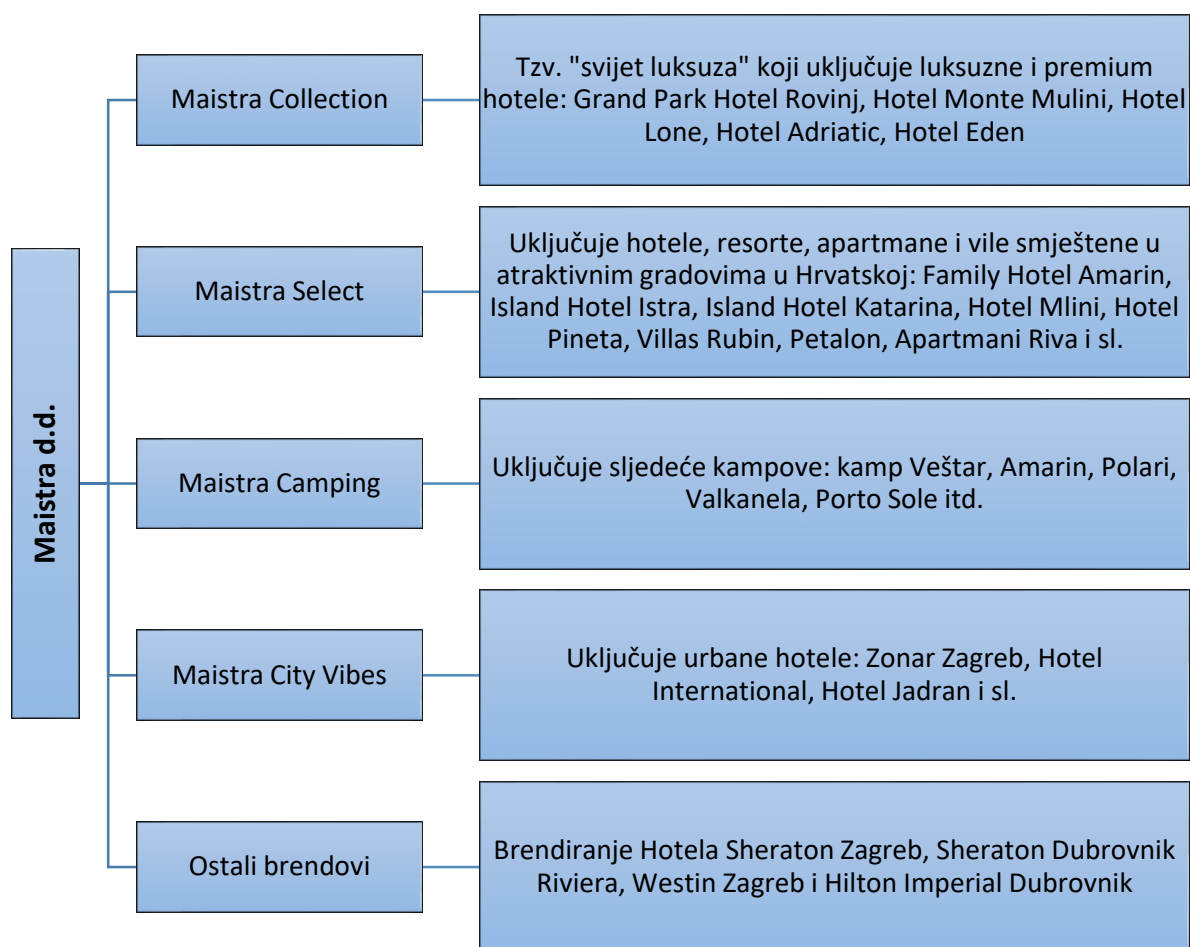 Maistra d.d.
Maistra Collection
Tzv. "svijet luksuza" koji uključuje luksuzne i premium
hotele: Grand Park Hotel Rovinj, Hotel Monte Mulini, Hotel
Lone, Hotel Adriatic, Hotel Eden
Maistra Select
Uključuje hotele, resorte, apartmane i vile smještene u
atraktivnim gradovima u Hrvatskoj: Family Hotel Amarin,
Island Hotel Istra, Island Hotel Katarina, Hotel Mlini, Hotel
Pineta, Villas Rubin, Petalon, Apartmani Riva i sl.
Maistra Camping
Uključuje sljedeće kampove: kamp Veštar, Amarin, Polari,
Valkanela, Porto Sole itd.
Maistra City Vibes
Uključuje urbane hotele: Zonar Zagreb, Hotel
International, Hotel Jadran i sl.
Ostali brendovi
Brendiranje Hotela Sheraton Zagreb, Sheraton Dubrovnik
Riviera, Westin Zagreb i Hilton Imperial Dubrovnik